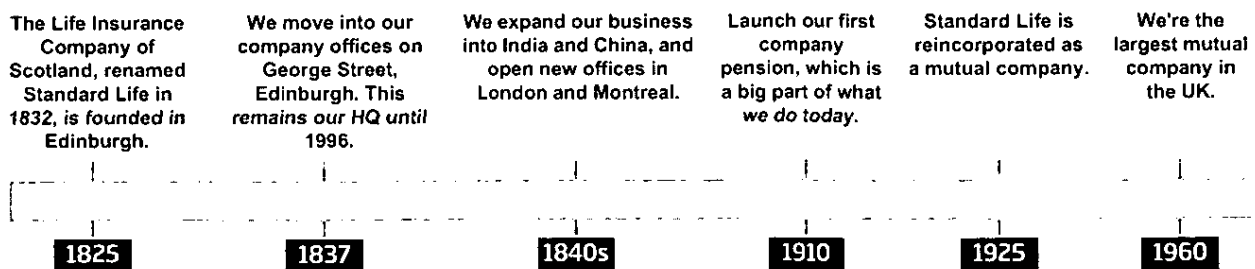 The Life Insurance
Company of
Scotland, renamed
Standard Life in
1832, is founded in
Edinburgh.
We move into our
company offices on
George Street,
Edinburgh. This
remains our HQ until
1996.
We expand our business
into India and China, and
open new offices in
London and Montreal.
Launch our first
company
pension, which is
a big part of what
we do today.
Standard Life is
reincorporated as
a mutual company.
We're the
largest mutual
company in
the UK.
1825
1837
1840s
1910
1925
1960